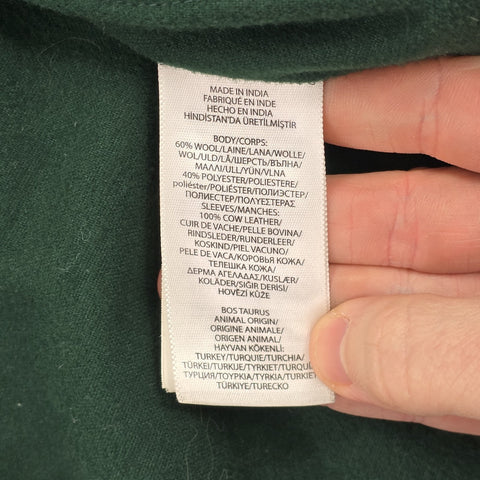 MADE IN INDIA
FABRIQUÉ EN INDE
HECHO EN INDIA
HİNDİSTAN'DA ÜRETİLMİŞTİR
BODY/CORPS:
60% WOOL/LAINE/LANA/WOLLE/
WOL/ULD/LÃ/ШЕРСТЬ/ВЪЛНА/
ΜΑΛΛΙ/ULL/YÜN/VLNA
40% POLYESTER/POLIESTERE/
poliéster/POLIÉSTER/ПОЛИЭСТЕР/
ПОЛИЕСТЕР/ΠΟΛΥΕΣΤΕΡΑΣ
SLEEVES/MANCHES:
100% COW LEATHER/
CUIR DE VACHE/PELLE BOVINA/
RINDSLEDER/RUNDERLEER/
KOSKIND/PIEL VACUNO/
PELE DE VACA/КОРОВЬЯ КОЖА/
ТЕЛЕШКА КОЖА/
ΔΕΡΜΑ ΑΓΕΛΑΔΑΣ/KUSLÆR/
KOLÄDER/SIĞIR DERİSİ/
HOVĚZÍ KŮŽE
BOS TAURUS
ANIMAL ORIGIN/
ORIGINE ANIMALE/
ORIGEN ANIMAL/
HAYVAN KÖKENLİ:
TURKEY/TURQUIE/TURCHIA/
TÜRKEI/TURKIJE/TYRKIET/TURQUI
ТУРЦИЯ/ΤΟΥΡΚΙΑ/TYRKIA/TURKIET
TÜRKİYE/TURECKO